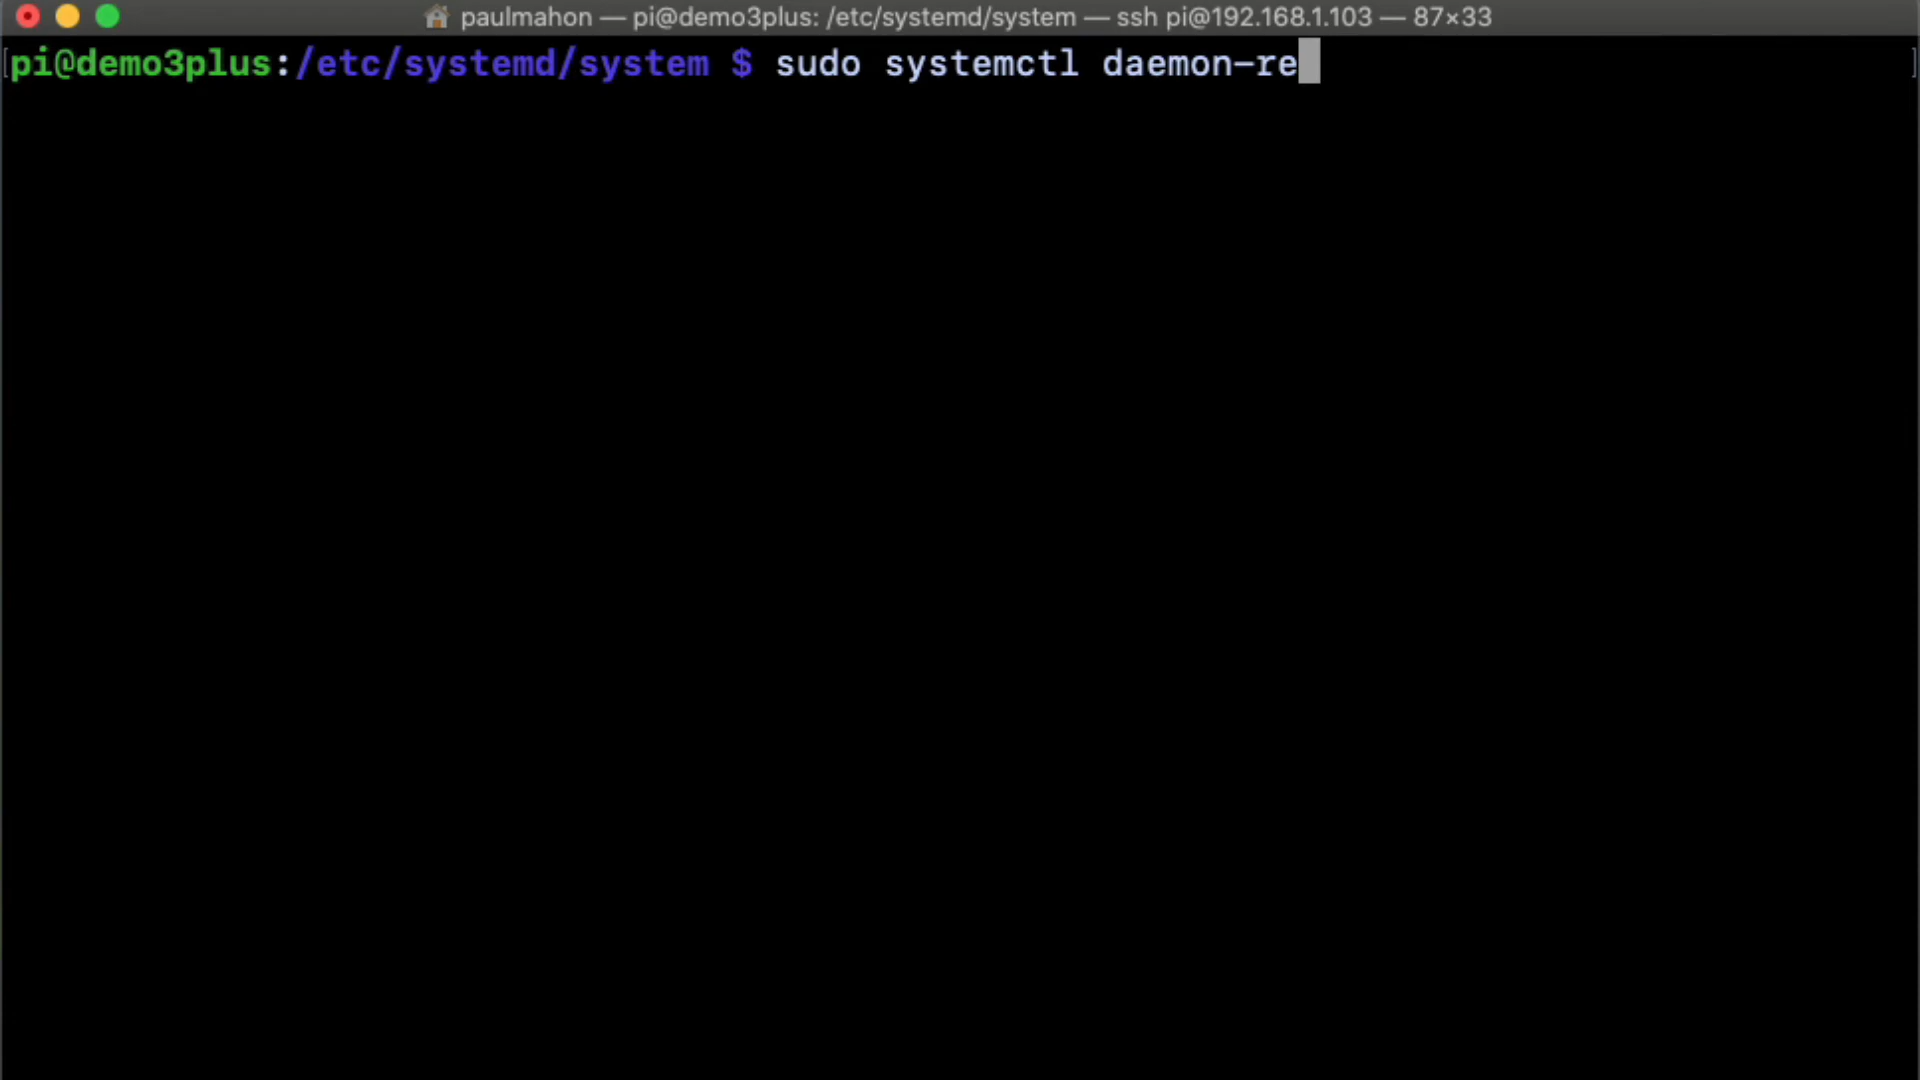 paulmahon — pi@demo3plus: /etc/systemd/system — ssh pi@192.168.1.103 — 87×33
[pi@demo3plus:/etc/systemd/system $ sudo systemctl daemon-re ]